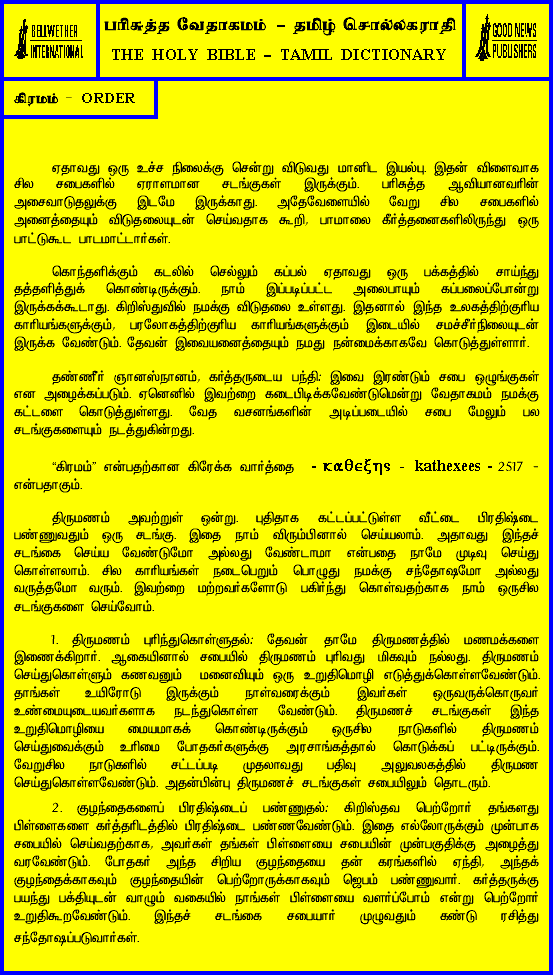 BELLWETHER
INTERNATIONAL
பரிசுத்த வேதாகமம் – தமிழ் சொல்லகராதி
THE HOLY BIBLE – TAMIL DICTIONARY
GOOD NEWS
PUBLISHERS
கிரமம் – ORDER
ஏதாவது ஒரு உச்ச நிலைக்கு சென்று விடுவது மானிட இயல்பு. இதன் விளைவாக
சில சபைகளில் ஏராளமான சடங்குகள் இருக்கும். பரிசுத்த ஆவியானவரின்
அசைவாடுதலுக்கு இடமே இருக்காது. அதேவேளையில் வேறு சில சபைகளில்
அனைத்தையும் விடுதலையுடன் செய்வதாக கூறி, பாமாலை கீர்த்தனைகளிலிருந்து ஒரு
பாட்டுகூட பாடமாட்டார்கள்.
கொந்தளிக்கும் கடலில் செல்லும் கப்பல் ஏதாவது ஒரு பக்கத்தில் சாய்ந்து
தத்தளித்துக் கொண்டிருக்கும். நாம் இப்படிப்பட்ட அலைபாயும் கப்பலைப்போன்று
இருக்கக்கூடாது. கிறிஸ்துவில் நமக்கு விடுதலை உள்ளது. இதனால் இந்த உலகத்திற்குரிய
காரியங்களுக்கும், பரலோகத்திற்குரிய காரியங்களுக்கும் இடையில் சமச்சீர்நிலையுடன்
இருக்க வேண்டும். தேவன் இவையனைத்தையும் நமது நன்மைக்காகவே கொடுத்துள்ளார்.
தண்ணீர் ஞானஸ்நானம், கர்த்தருடைய பந்தி; இவை இரண்டும் சபை ஒழுங்குகள்
என அழைக்கப்படும். ஏனெனில் இவற்றை கடைபிடிக்கவேண்டுமென்று வேதாகமம் நமக்கு
கட்டளை கொடுத்துள்ளது. வேத வசனங்களின் அடிப்படையில் சபை மேலும் பல
சடங்குகளையும் நடத்துகின்றது.
“கிரமம்” என்பதற்கான கிரேக்க வார்த்தை - καθεξηs - kathexees - 2517 –
என்பதாகும்.
திருமணம் அவற்றுள் ஒன்று. புதிதாக கட்டப்பட்டுள்ள வீட்டை பிரதிஷ்டை
பண்ணுவதும் ஒரு சடங்கு. இதை நாம் விரும்பினால் செய்யலாம். அதாவது இந்தச்
சடங்கை செய்ய வேண்டுமோ அல்லது வேண்டாமா என்பதை நாமே முடிவு செய்து
கொள்ளலாம். சில காரியங்கள் நடைபெறும் பொழுது நமக்கு சந்தோஷமோ அல்லது
வருத்தமோ வரும். இவற்றை மற்றவர்களோடு பகிர்ந்து கொள்வதற்காக நாம் ஒருசில
சடங்குகளை செய்வோம்.
1. திருமணம் புரிந்துகொள்ளுதல்: தேவன் தாமே திருமணத்தில் மணமக்களை
இணைக்கிறார். ஆகையினால் சபையில் திருமணம் புரிவது மிகவும் நல்லது. திருமணம்
செய்துகொள்ளும் கணவனும் மனைவியும் ஒரு உறுதிமொழி எடுத்துக்கொள்ளவேண்டும்.
தாங்கள் உயிரோடு இருக்கும் நாள்வரைக்கும் இவர்கள் ஒருவருக்கொருவர்
உண்மையுடையவர்களாக நடந்துகொள்ள வேண்டும். திருமணச் சடங்குகள் இந்த
உறுதிமொழியை மையமாகக் கொண்டிருக்கும் ஒருசில நாடுகளில் திருமணம்
செய்துவைக்கும் உரிமை போதகர்களுக்கு அரசாங்கத்தால் கொடுக்கப் பட்டிருக்கும்.
வேறுசில நாடுகளில் சட்டப்படி முதலாவது பதிவு அலுவலகத்தில் திருமண
செய்துகொள்ளவேண்டும். அதன்பின்பு திருமணச் சடங்குகள் சபையிலும் தொடரும்.
2. குழந்தைகளைப் பிரதிஷ்டைப் பண்ணுதல்: கிறிஸ்தவ பெற்றோர் தங்களது
பிள்ளைகளை கர்த்தரிடத்தில் பிரதிஷ்டை பண்ணவேண்டும். இதை எல்லோருக்கும் முன்பாக
சபையில் செய்வதற்காக, அவர்கள் தங்கள் பிள்ளையை சபையின் முன்பகுதிக்கு அழைத்து
வரவேண்டும். போதகர் அந்த சிறிய குழந்தையை தன் கரங்களில் ஏந்தி, அந்தக்
குழந்தைக்காகவும் குழந்தையின் பெற்றோருக்காகவும் ஜெபம் பண்ணுவார். கர்த்தருக்கு
பயந்து பக்தியுடன் வாழும் வகையில் நாங்கள் பிள்ளையை வளர்ப்போம் என்று பெற்றோர்
உறுதிகூறவேண்டும். இந்தச் சடங்கை சபையார் முழுவதும் கண்டு ரசித்து
சந்தோஷப்படுவார்கள்.